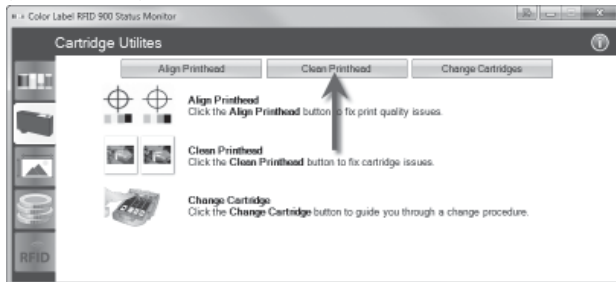 Color Label RFID 900 Status Monitor
Cartridge Utilites
Align Printhead
Clean Printhead
Change Cartridges
Align Printhead
Click the Align Printhead button to fix print quality issues.
Clean Printhead
Click the Clean Printhead button to fix cartridge issues.
Change Cartridge
Click the Change Cartridge button to guide you through a change procedure.
RFID